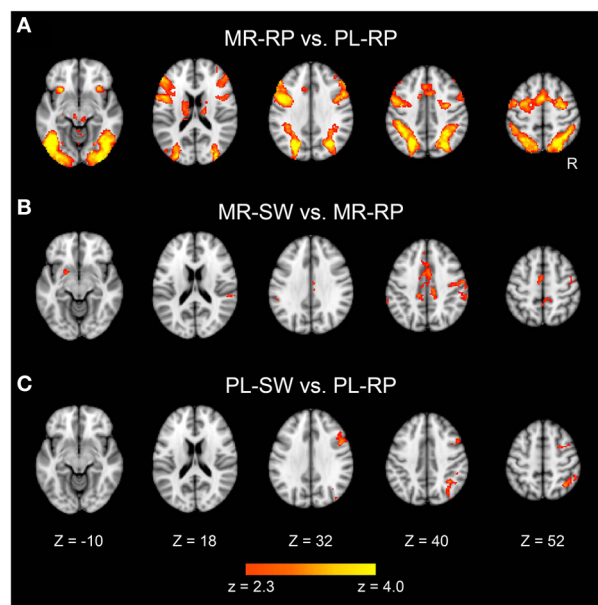 A
MR-RP vs. PL-RP
R
B
MR-SW vs. MR-RP
C
PL-SW vs. PL-RP
Z = -10 Z = 18 Z = 32 Z = 40 Z = 52
z = 2.3 z = 4.0